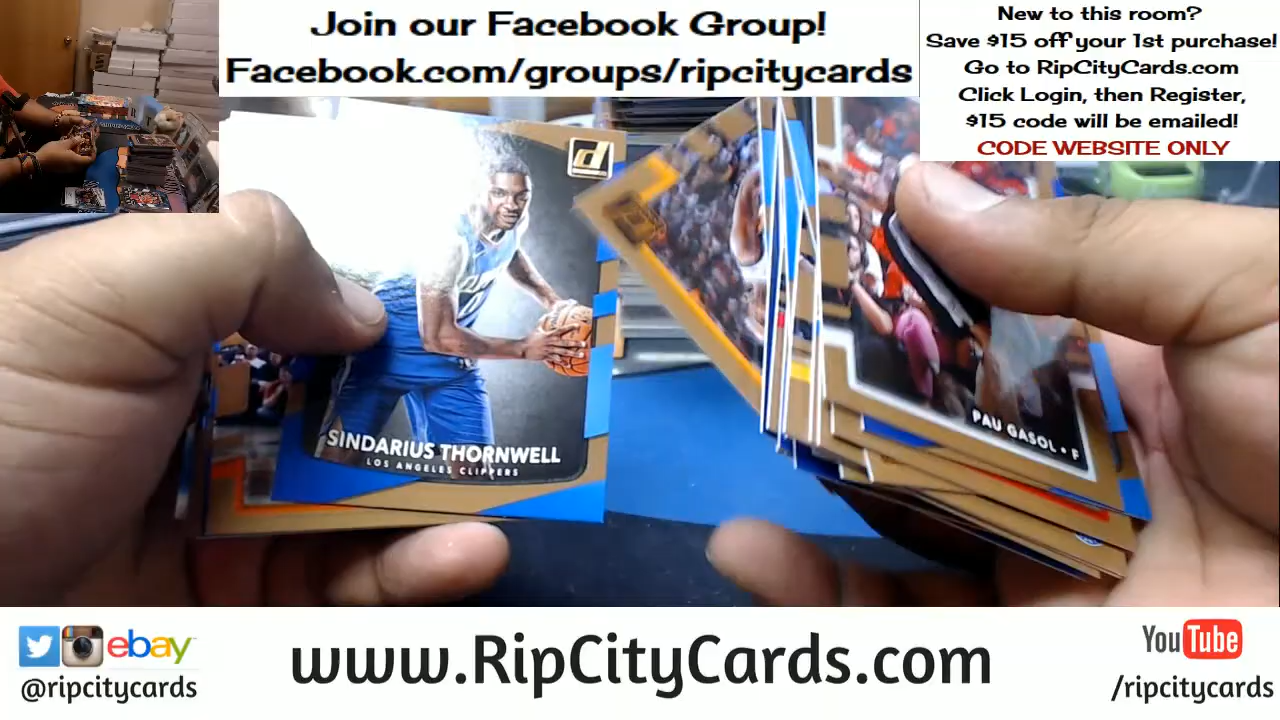 Join our Facebook Group!
Facebook.com/groups/ripcitycards
New to this room?
Save $15 off your 1st purchase!
Go to RipCityCards.com
Click Login, then Register,
$15 code will be emailed!
CODE WEBSITE ONLY
d
SINDARIUS THORNWELL
LOS ANGELES CLIPPERS
PAU GASOL • F
ebay
@ripcitycards
www.RipCityCards.com
YouTube
/ripcitycards